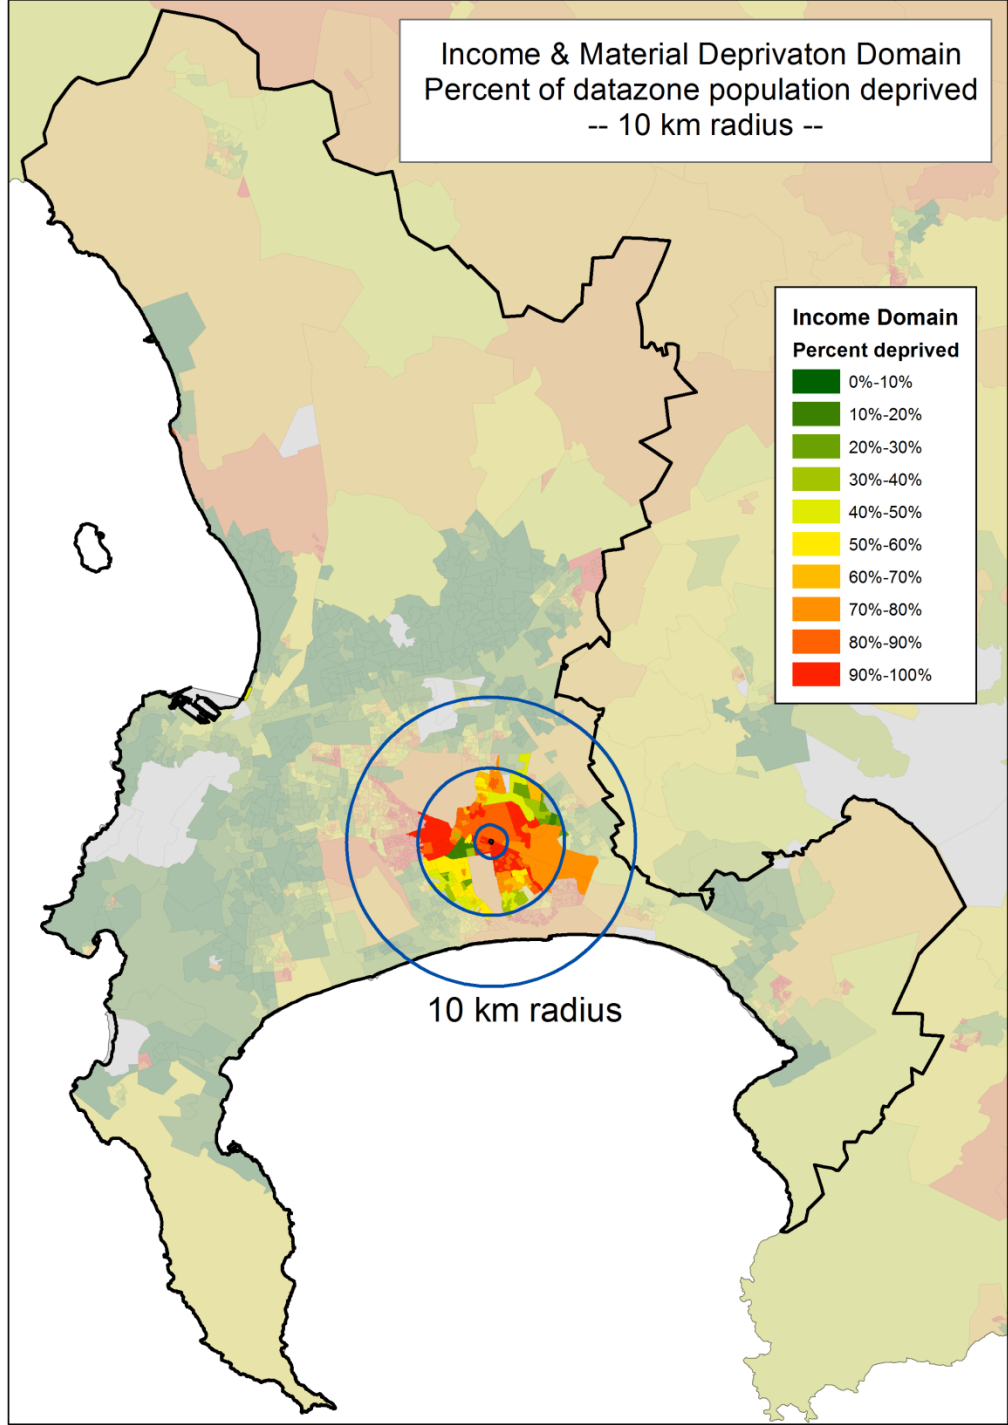 Income & Material Deprivaton Domain
Percent of datazone population deprived
-- 10 km radius --
Income Domain
Percent deprived
0%-10%
10%-20%
20%-30%
30%-40%
40%-50%
50%-60%
60%-70%
70%-80%
80%-90%
90%-100%
10 km radius